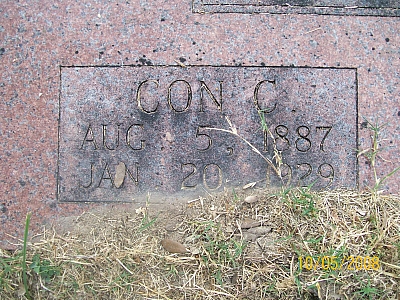 CON C
AUG 5, 1887
JAN 20, 1929
10/05/2008